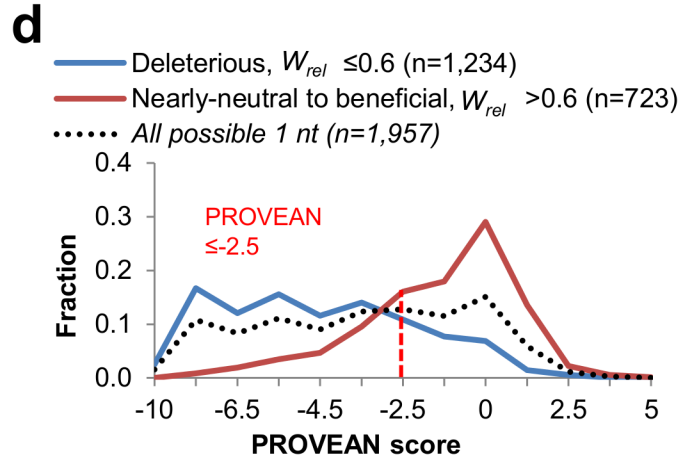 d
Deleterious, Wrel ≤0.6 (n=1,234)
Nearly-neutral to beneficial, Wrel >0.6 (n=723)
All possible 1 nt (n=1,957)
0.4
0.3
0.2
0.1
0.0
Fraction
PROVEAN
≤-2.5
-10 -6.5 -4.5 -2.5 0 2.5 5
PROVEAN score